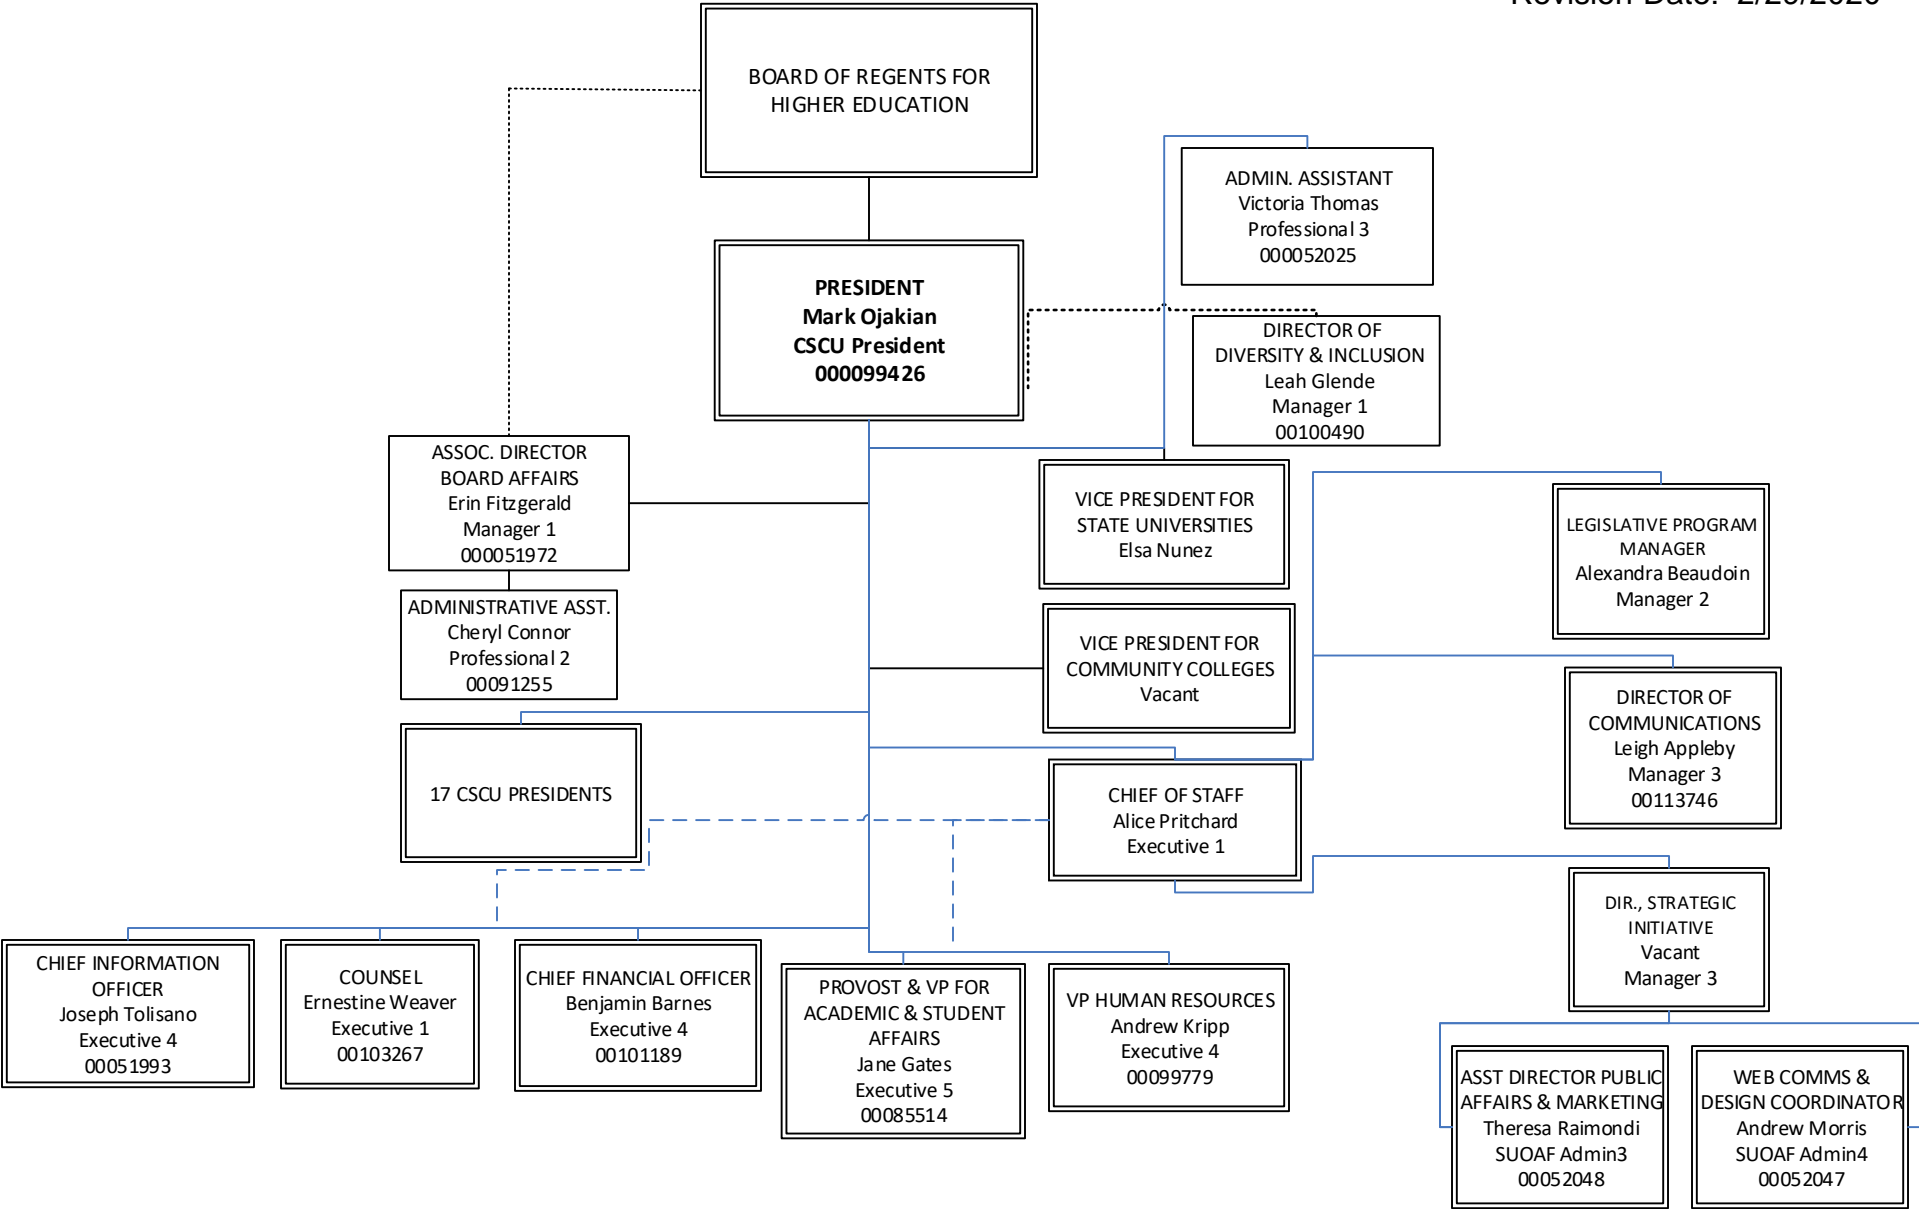 Revision Date: 2/29/2020
BOARD OF REGENTS FOR
HIGHER EDUCATION
ADMIN. ASSISTANT
Victoria Thomas
Professional 3
000052025
PRESIDENT
Mark Ojakian
CSCU President
000099426
DIRECTOR OF
DIVERSITY & INCLUSION
Leah Glende
Manager 1
00100490
ASSOC. DIRECTOR
BOARD AFFAIRS
Erin Fitzgerald
Manager 1
000051972
VICE PRESIDENT FOR
STATE UNIVERSITIES
Elsa Nunez
LEGISLATIVE PROGRAM
MANAGER
Alexandra Beaudoin
Manager 2
ADMINISTRATIVE ASST.
Cheryl Connor
Professional 2
00091255
VICE PRESIDENT FOR
COMMUNITY COLLEGES
Vacant
DIRECTOR OF
COMMUNICATIONS
Leigh Appleby
Manager 3
00113746
17 CSCU PRESIDENTS
CHIEF OF STAFF
Alice Pritchard
Executive 1
DIR., STRATEGIC
INITIATIVE
Vacant
Manager 3
CHIEF INFORMATION
OFFICER
Joseph Tolisano
Executive 4
00051993
COUNSEL
Ernestine Weaver
Executive 1
00103267
CHIEF FINANCIAL OFFICER
Benjamin Barnes
Executive 4
00101189
PROVOST & VP FOR
ACADEMIC & STUDENT
AFFAIRS
Jane Gates
Executive 5
00085514
VP HUMAN RESOURCES
Andrew Kripp
Executive 4
00099779
ASST DIRECTOR PUBLIC
AFFAIRS & MARKETING
Theresa Raimondi
SUOAF Admin3
00052048
WEB COMMS &
DESIGN COORDINATOR
Andrew Morris
SUOAF Admin4
00052047